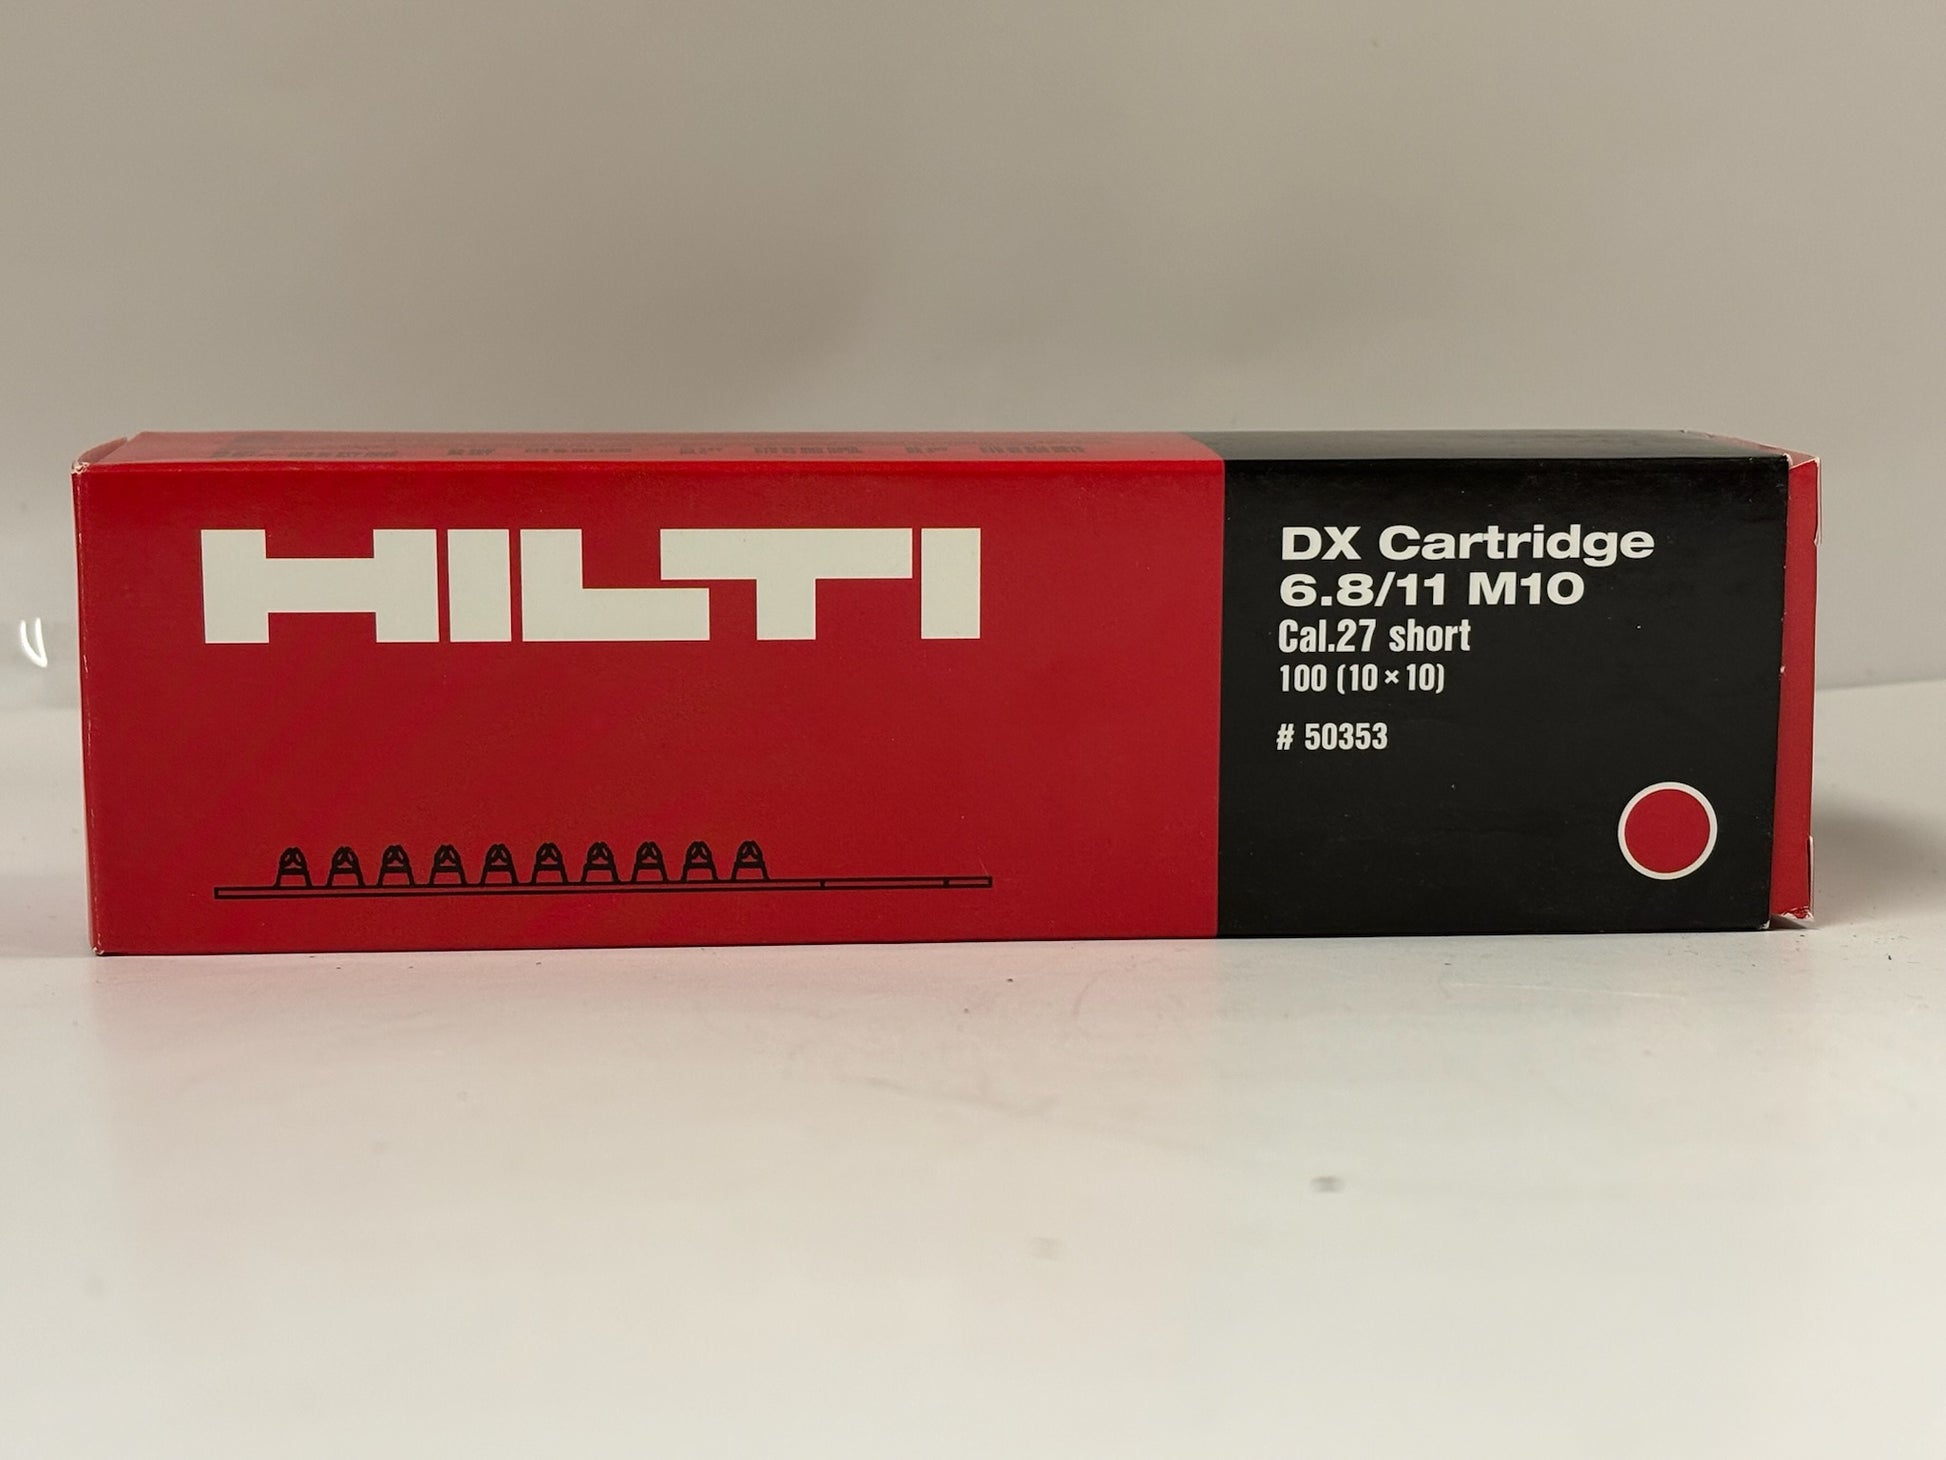 HILTI
DX Cartridge
6.8/11 M10
Cal.27 short
100 (10×10)
# 50353